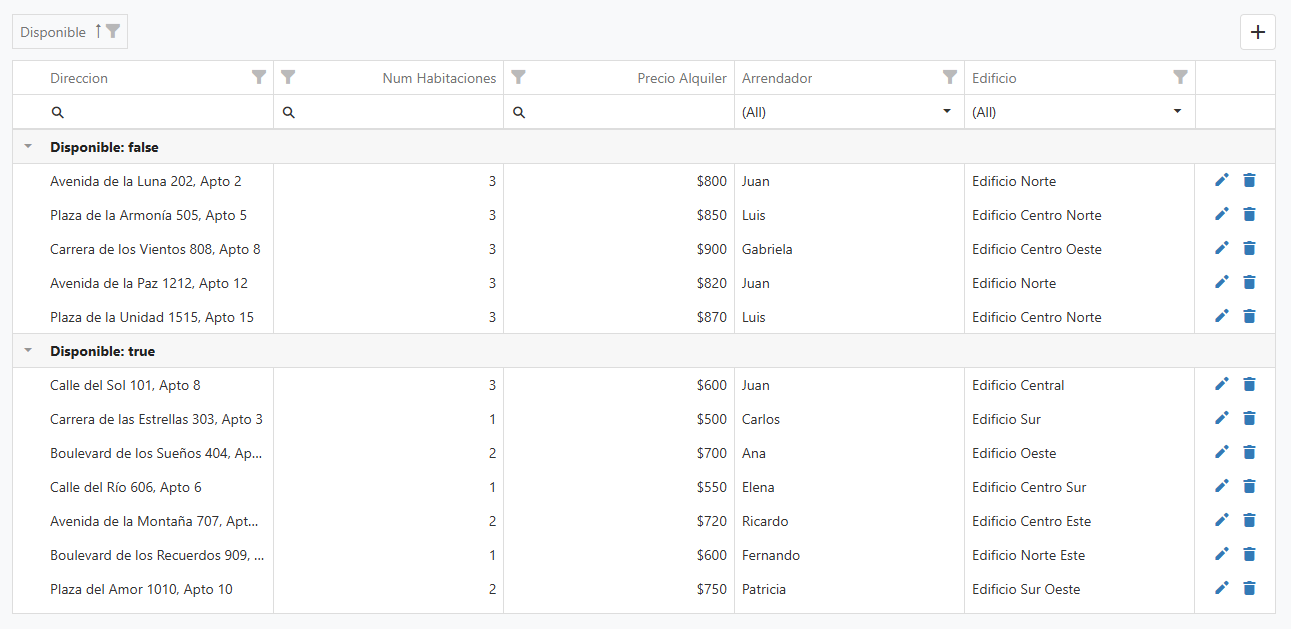 Disponible
Direccion Num Habitaciones Precio Alquiler Arrendador Edificio
(All) (All)
Disponible: false
Avenida de la Luna 202, Apto 2 3 $800 Juan Edificio Norte
Plaza de la Armonía 505, Apto 5 3 $850 Luis Edificio Centro Norte
Carrera de los Vientos 808, Apto 8 3 $900 Gabriela Edificio Centro Oeste
Avenida de la Paz 1212, Apto 12 3 $820 Juan Edificio Norte
Plaza de la Unidad 1515, Apto 15 3 $870 Luis Edificio Centro Norte
Disponible: true
Calle del Sol 101, Apto 8 3 $600 Juan Edificio Central
Carrera de las Estrellas 303, Apto 3 1 $500 Carlos Edificio Sur
Boulevard de los Sueños 404, Ap... 2 $700 Ana Edificio Oeste
Calle del Río 606, Apto 6 1 $550 Elena Edificio Centro Sur
Avenida de la Montaña 707, Apt... 2 $720 Ricardo Edificio Centro Este
Boulevard de los Recuerdos 909, ... 1 $600 Fernando Edificio Norte Este
Plaza del Amor 1010, Apto 10 2 $750 Patricia Edificio Sur Oeste